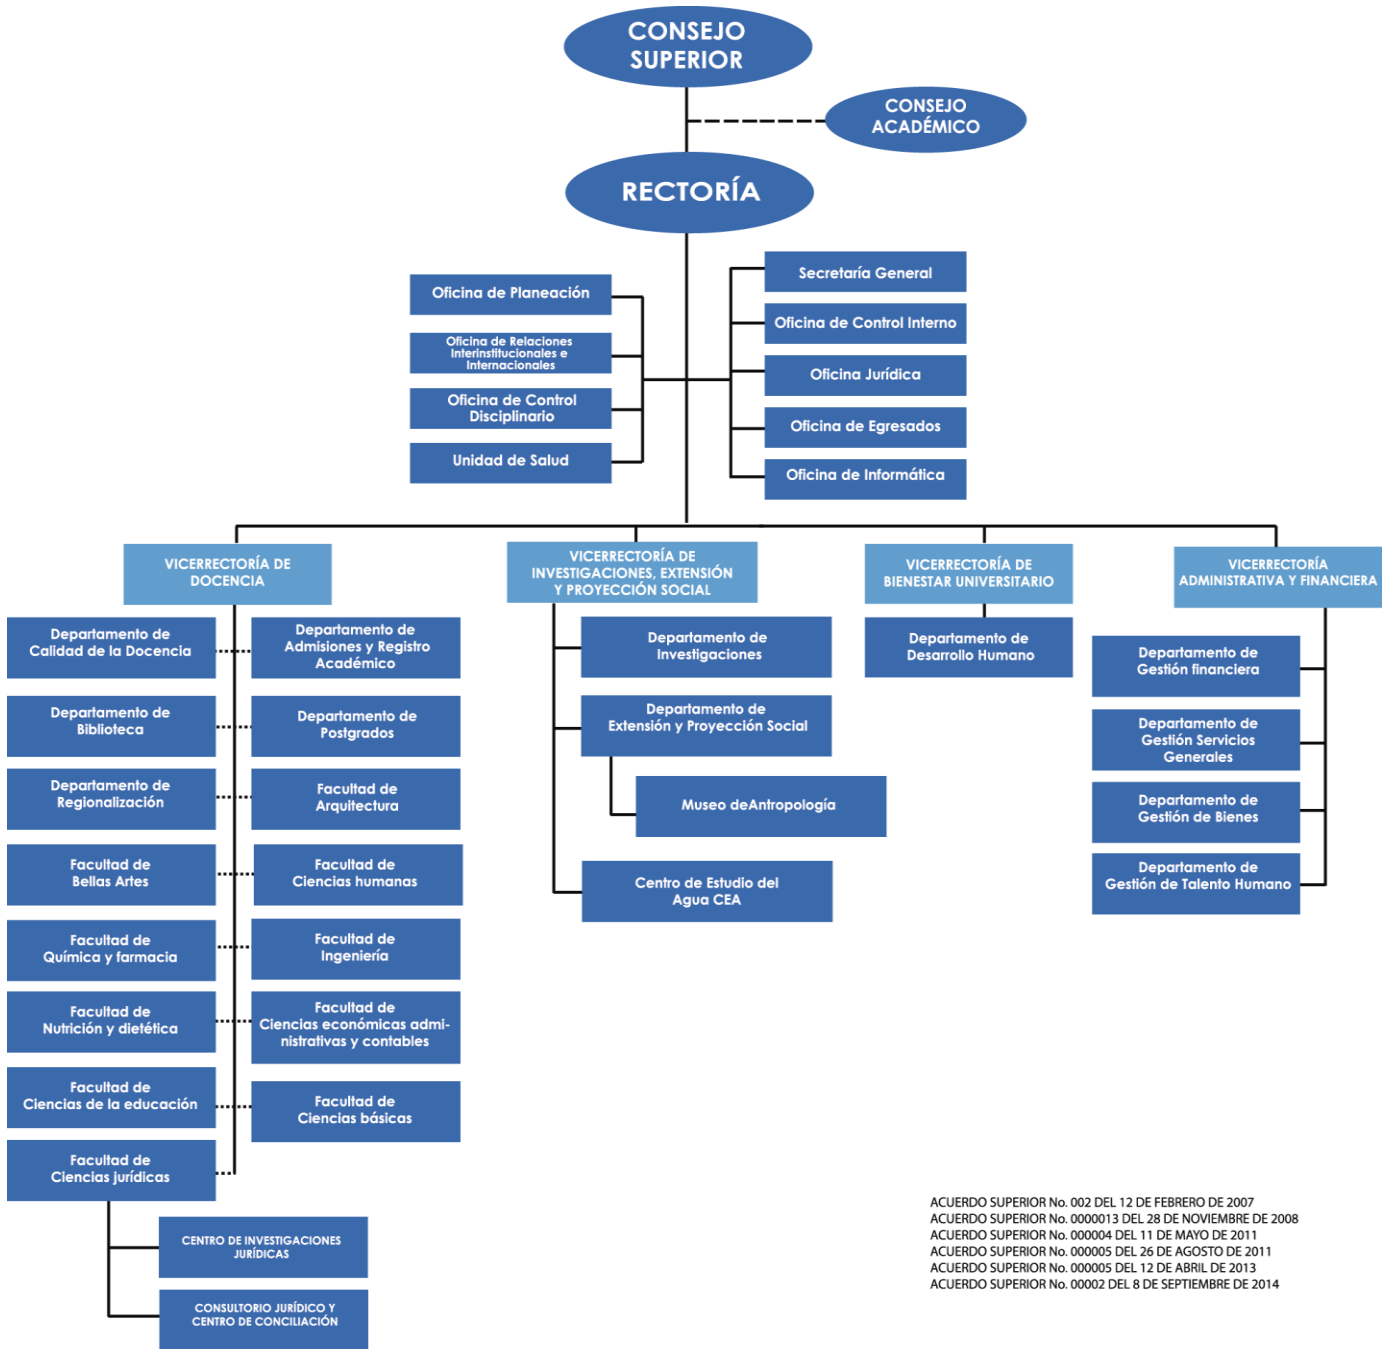 CONSEJO
SUPERIOR
CONSEJO
ACADÉMICO
RECTORÍA
Oficina de Planeación
Oficina de Relaciones
Interinstitucionales e
Internacionales
Oficina de Control
Disciplinario
Unidad de Salud
Secretaría General
Oficina de Control Interno
Oficina Jurídica
Oficina de Egresados
Oficina de Informática
VICERRECTORÍA DE
DOCENCIA
Departamento de
Calidad de la Docencia
Departamento de
Admisiones y Registro
Académico
Departamento de
Biblioteca
Departamento de
Postgrados
Departamento de
Regionalización
Facultad de
Arquitectura
Facultad de
Bellas Artes
Facultad de
Ciencias humanas
Facultad de
Química y farmacia
Facultad de
Ingeniería
Facultad de
Nutrición y dietética
Facultad de
Ciencias económicas admi-
nistrativas y contables
Facultad de
Ciencias de la educación
Facultad de
Ciencias básicas
Facultad de
Ciencias jurídicas
CENTRO DE INVESTIGACIONES
JURÍDICAS
CONSULTORIO JURÍDICO Y
CENTRO DE CONCILIACIÓN
VICERRECTORÍA DE
INVESTIGACIONES, EXTENSIÓN
Y PROYECCIÓN SOCIAL
Departamento de
Investigaciones
Departamento de
Extensión y Proyección Social
Museo deAntropología
Centro de Estudio del
Agua CEA
VICERRECTORÍA DE
BIENESTAR UNIVERSITARIO
Departamento de
Desarrollo Humano
VICERRECTORÍA
ADMINISTRATIVA Y FINANCIERA
Departamento de
Gestión financiera
Departamento de
Gestión Servicios
Generales
Departamento de
Gestión de Bienes
Departamento de
Gestión de Talento Humano
ACUERDO SUPERIOR No. 002 DEL 12 DE FEBRERO DE 2007
ACUERDO SUPERIOR No. 0000013 DEL 28 DE NOVIEMBRE DE 2008
ACUERDO SUPERIOR No. 000004 DEL 11 DE MAYO DE 2011
ACUERDO SUPERIOR No. 000005 DEL 26 DE AGOSTO DE 2011
ACUERDO SUPERIOR No. 000005 DEL 12 DE ABRIL DE 2013
ACUERDO SUPERIOR No. 00002 DEL 8 DE SEPTIEMBRE DE 2014